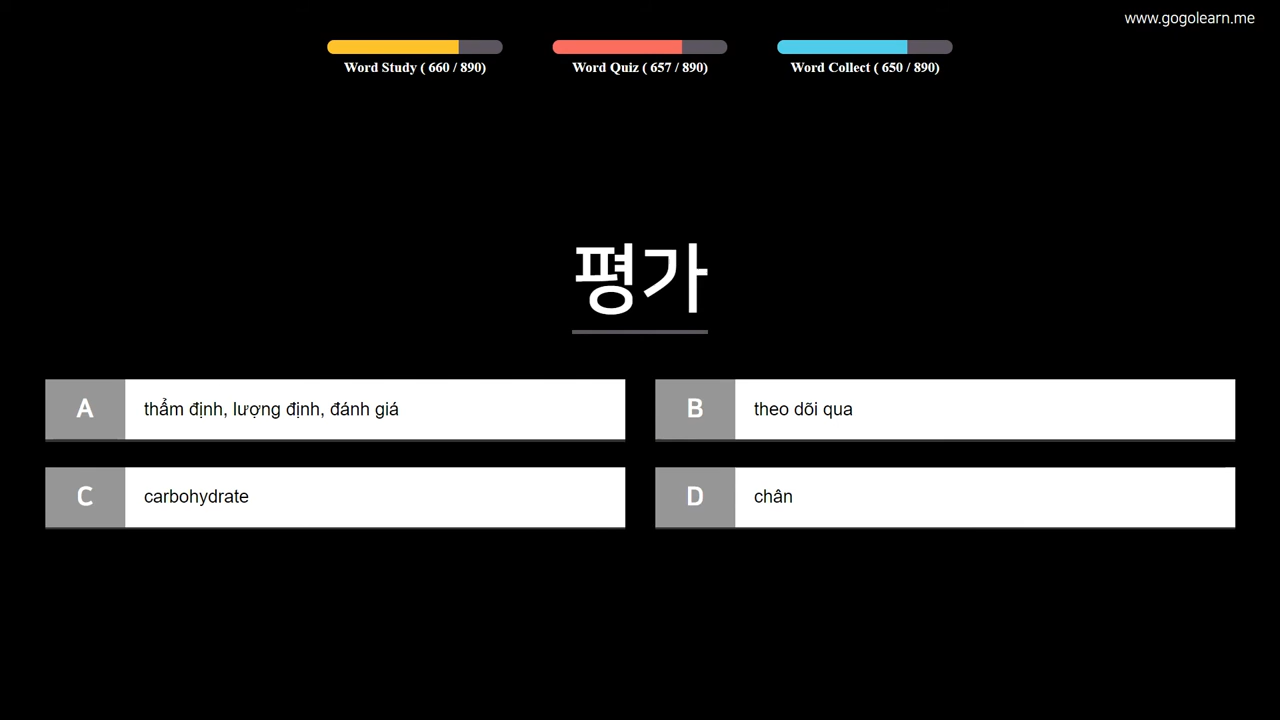 www.gogolearn.me
Word Study ( 660 / 890)
Word Quiz ( 657 / 890)
Word Collect ( 650 / 890)
평가
A thẩm định, lượng định, đánh giá
B theo dõi qua
C carbohydrate
D chân